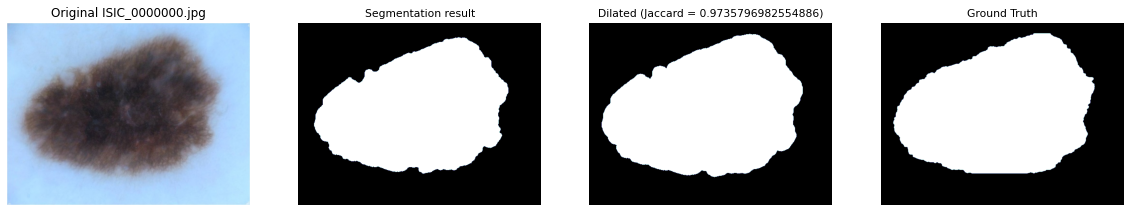 Original ISIC_0000000.jpg
Segmentation result
Dilated (Jaccard = 0.9735796982554886)
Ground Truth